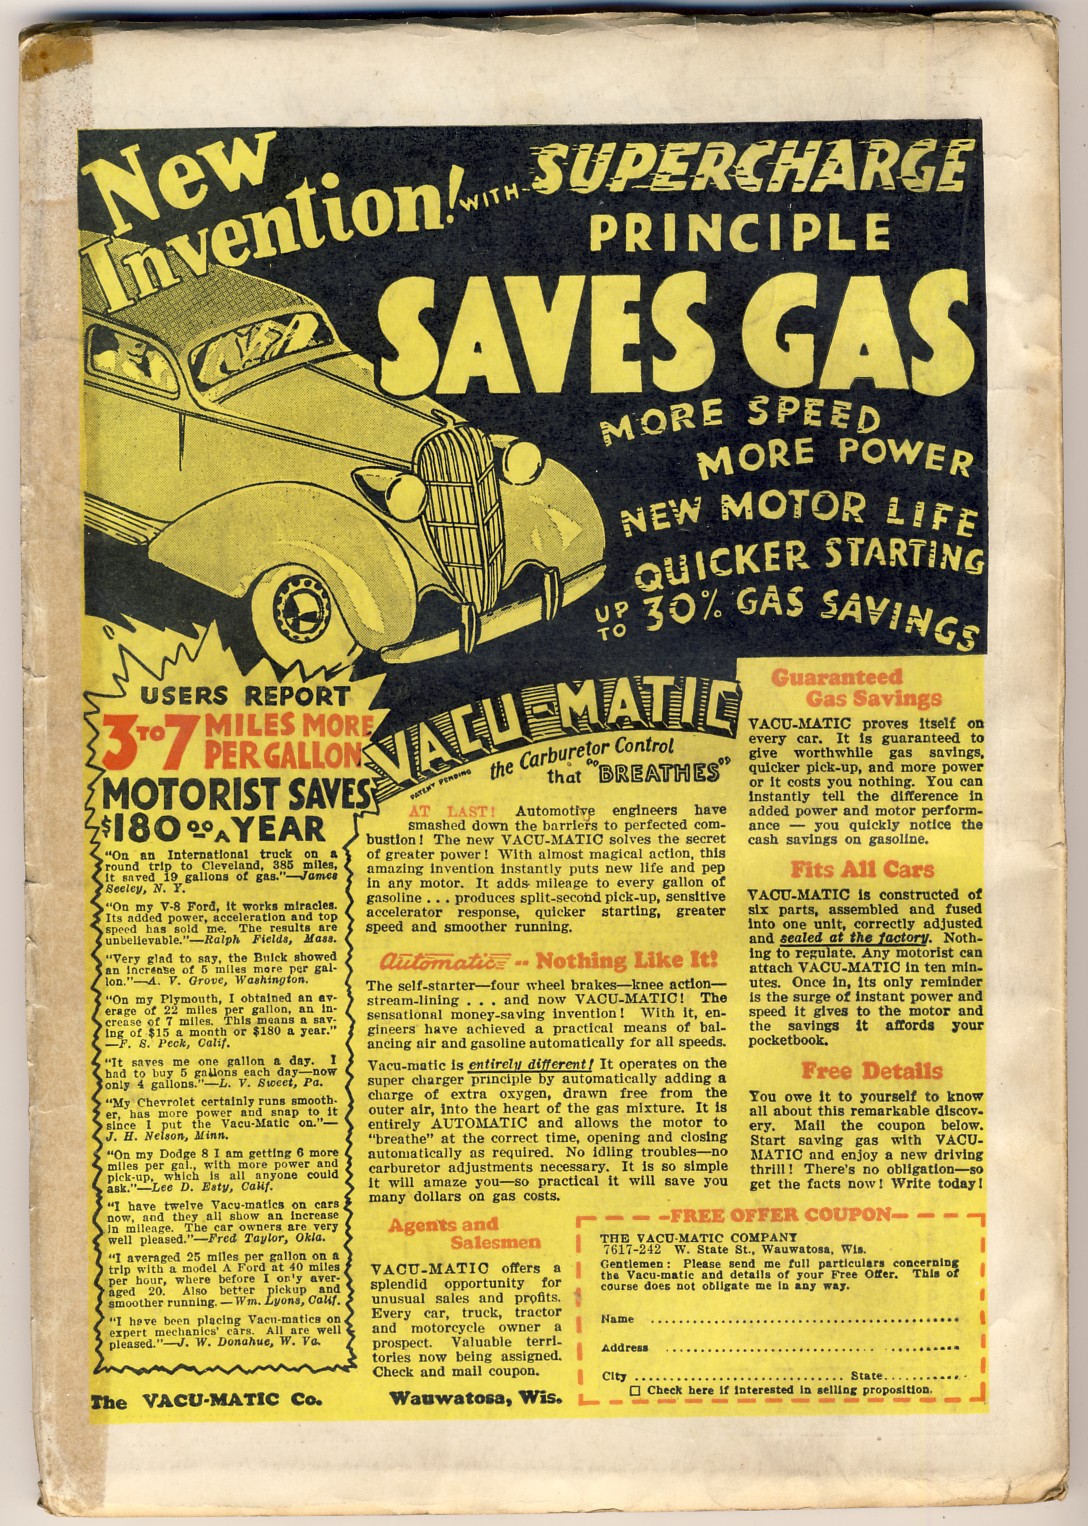 New
Invention!
WITH SUPERCHARGE
PRINCIPLE
SAVES GAS
MORE SPEED
MORE POWER
NEW MOTOR LIFE
QUICKER STARTING
UP TO 30% GAS SAVINGS
USERS REPORT
3 TO 7 MILES MORE
PER GALLON
MOTORIST SAVES
$180.00 A YEAR
"On an International truck on a
round trip to Cleveland, 385 miles,
it saved 19 gallons of gas."—James
Seeley, N. Y.
"On my V-8 Ford, it works miracles.
Its added power, acceleration and top
speed has sold me. The results are
unbelievable."—Ralph Fields, Mass.
"Very glad to say, the Buick showed
an increase of 5 miles more per gal-
lon."—A. V. Grove, Washington.
"On my Plymouth, I obtained an av-
erage of 22 miles per gallon, an in-
crease of 7 miles. This means a sav-
ing of $15 a month or $180 a year."
—F. S. Peck, Calif.
"It saves me one gallon a day. I
had to buy 5 gallons each day—now
only 4 gallons."—L. V. Sweet, Pa.
"My Chevrolet certainly runs smooth-
er, has more power and snap to it
since I put the Vacu-Matic on."—
J. H. Nelson, Minn.
"On my Dodge 8 I am getting 6 more
miles per gal., with more power and
pick-up, which is all anyone could
ask."—Lee D. Esty, Calif.
"I have twelve Vacu-matics on cars
now, and they all show an increase
in mileage. The car owners are very
well pleased."—Fred Taylor, Okla.
"I averaged 25 miles per gallon on a
trip with a model A Ford at 40 miles
per hour, where before I only aver-
aged 20. Also better pickup and
smoother running.—Wm. Lyons, Calif.
"I have been placing Vacu-matics on
expert mechanics' cars. All are well
pleased."—J. W. Donahue, W. Va.
The VACU-MATIC Co. Wauwatosa, Wis.
VACU-MATIC
PATENT PENDING
the Carburetor Control
that "BREATHES"
AT LAST! Automotive engineers have
smashed down the barriers to perfected com-
bustion! The new VACU-MATIC solves the secret
of greater power! With almost magical action, this
amazing invention instantly puts new life and pep
in any motor. It adds mileage to every gallon of
gasoline . . . produces split-second pick-up, sensitive
accelerator response, quicker starting, greater
speed and smoother running.
Automatic -- Nothing Like It!
The self-starter—four wheel brakes—knee action—
stream-lining . . . and now VACU-MATIC! The
sensational money-saving invention! With it, en-
gineers have achieved a practical means of bal-
ancing air and gasoline automatically for all speeds.
Vacu-matic is entirely different! It operates on the
super charger principle by automatically adding a
charge of extra oxygen, drawn free from the
outer air, into the heart of the gas mixture. It is
entirely AUTOMATIC and allows the motor to
"breathe" at the correct time, opening and closing
automatically as required. No idling troubles—no
carburetor adjustments necessary. It is so simple
it will amaze you—so practical it will save you
many dollars on gas costs.
Agents and
Salesmen
VACU-MATIC offers a
splendid opportunity for
unusual sales and profits.
Every car, truck, tractor
and motorcycle owner a
prospect. Valuable terri-
tories now being assigned.
Check and mail coupon.
Guaranteed
Gas Savings
VACU-MATIC proves itself on
every car. It is guaranteed to
give worthwhile gas savings,
quicker pick-up, and more power
or it costs you nothing. You can
instantly tell the difference in
added power and motor perform-
ance — you quickly notice the
cash savings on gasoline.
Fits All Cars
VACU-MATIC is constructed of
six parts, assembled and fused
into one unit, correctly adjusted
and sealed at the factory. Noth-
ing to regulate. Any motorist can
attach VACU-MATIC in ten min-
utes. Once in, its only reminder
is the surge of instant power and
speed it gives to the motor and
the savings it affords your
pocketbook.
Free Details
You owe it to yourself to know
all about this remarkable discov-
ery. Mail the coupon below.
Start saving gas with VACU-
MATIC and enjoy a new driving
thrill! There's no obligation—so
get the facts now! Write today!
FREE OFFER COUPON
THE VACU-MATIC COMPANY
7617-242 W. State St., Wauwatosa, Wis.
Gentlemen: Please send me full particulars concerning
the Vacu-matic and details of your Free Offer. This of
course does not obligate me in any way.
Name
Address
City State
☐ Check here if interested in selling proposition.